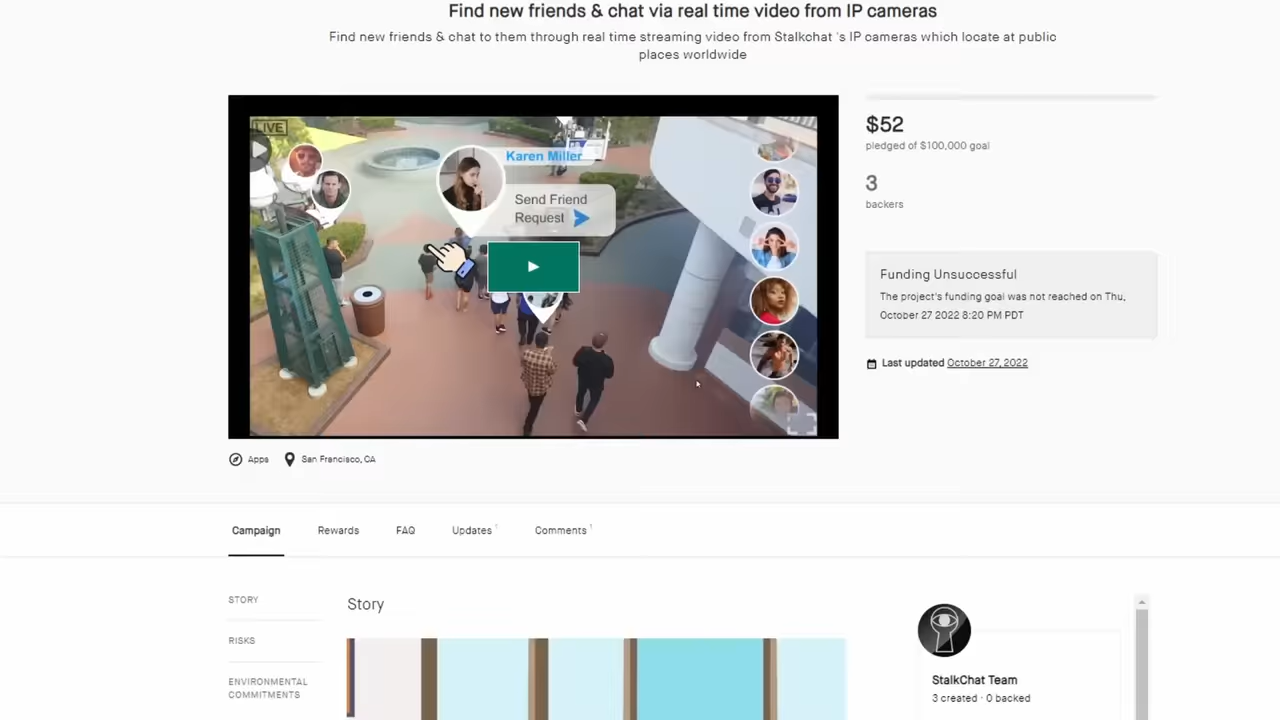 Find new friends & chat via real time video from IP cameras
Find new friends & chat to them through real time streaming video from Stalkchat 's IP cameras which locate at public
places worldwide
LIVE
Karen Miller
Send Friend
Request
$52
pledged of $100,000 goal
3
backers
Funding Unsuccessful
The project's funding goal was not reached on Thu,
October 27 2022 8:20 PM PDT
Last updated October 27, 2022
Apps
San Francisco, CA
Campaign
Rewards
FAQ
Updates 1
Comments 1
STORY
RISKS
ENVIRONMENTAL
COMMITMENTS
Story
StalkChat Team
3 created · 0 backed